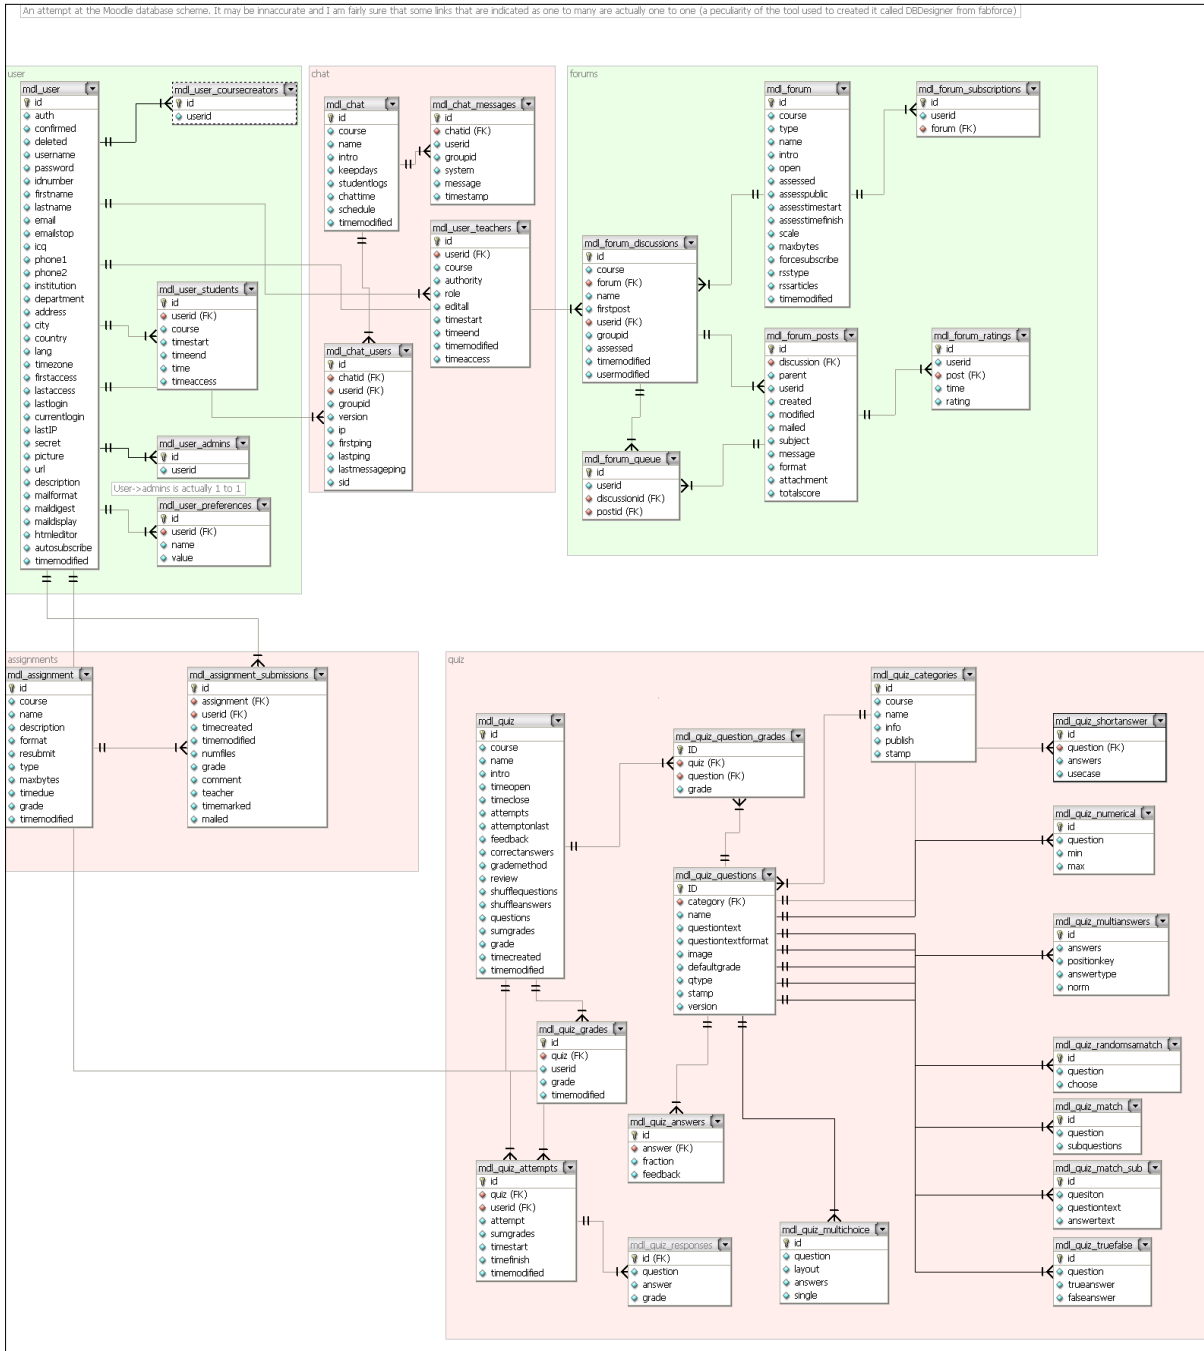 An attempt at the Moodle database scheme. It may be innaccurate and I am fairly sure that some links that are indicated as one to many are actually one to one (a peculiarity of the tool used to created it called DBDesigner from fabforce)
user
mdl_user
id
auth
confirmed
deleted
username
password
idnumber
firstname
lastname
email
emailstop
icq
phone1
phone2
institution
department
address
city
country
lang
timezone
firstaccess
lastaccess
lastlogin
currentlogin
lastIP
secret
picture
url
description
mailformat
maildigest
maildisplay
htmleditor
autosubscribe
timemodified
mdl_user_coursecreators
id
userid
mdl_user_students
id
userid (FK)
course
timestart
timeend
time
timeaccess
mdl_user_admins
id
userid
User->admins is actually 1 to 1
mdl_user_preferences
id
userid (FK)
name
value
chat
mdl_chat
id
course
name
intro
keepdays
studentlogs
chattime
schedule
timemodified
mdl_chat_messages
id
chatid (FK)
userid
groupid
system
message
timestamp
mdl_user_teachers
id
userid (FK)
course
authority
role
editall
timestart
timeend
timemodified
timeaccess
mdl_chat_users
id
chatid (FK)
userid (FK)
groupid
version
ip
firstping
lastping
lastmessageping
sid
forums
mdl_forum
id
course
type
name
intro
open
assessed
assesspublic
assesstimestart
assesstimefinish
scale
maxbytes
forcesubscribe
rsstype
rssarticles
timemodified
mdl_forum_subscriptions
id
userid
forum (FK)
mdl_forum_discussions
id
course
forum (FK)
name
firstpost
userid (FK)
groupid
assessed
timemodified
usermodified
mdl_forum_posts
id
discussion (FK)
parent
userid
created
modified
mailed
subject
message
format
attachment
totalscore
mdl_forum_ratings
id
userid
post (FK)
time
rating
mdl_forum_queue
id
userid
discussionid (FK)
postid (FK)
assignments
mdl_assignment
id
course
name
description
format
resubmit
type
maxbytes
timedue
grade
timemodified
mdl_assignment_submissions
id
assignment (FK)
userid (FK)
timecreated
timemodified
numfiles
grade
comment
teacher
timemarked
mailed
quiz
mdl_quiz
id
course
name
intro
timeopen
timeclose
attempts
attemptonlast
feedback
correctanswers
grademethod
review
shufflequestions
shuffleanswers
questions
sumgrades
grade
timecreated
timemodified
mdl_quiz_question_grades
ID
quiz (FK)
question (FK)
grade
mdl_quiz_categories
id
course
name
info
publish
stamp
mdl_quiz_shortanswer
id
question (FK)
answers
usecase
mdl_quiz_numerical
id
question
min
max
mdl_quiz_questions
ID
category (FK)
name
questiontext
questiontextformat
image
defaultgrade
qtype
stamp
version
mdl_quiz_multianswers
id
answers
positionkey
answertype
norm
mdl_quiz_randomsamatch
id
question
choose
mdl_quiz_grades
id
quiz (FK)
userid
grade
timemodified
mdl_quiz_match
id
question
subquestions
mdl_quiz_answers
id
answer (FK)
fraction
feedback
mdl_quiz_attempts
id
quiz (FK)
userid (FK)
attempt
sumgrades
timestart
timefinish
timemodified
mdl_quiz_match_sub
id
quesiton
questiontext
answertext
mdl_quiz_responses
id (FK)
question
answer
grade
mdl_quiz_multichoice
id
question
layout
answers
single
mdl_quiz_truefalse
id
question
trueanswer
falseanswer